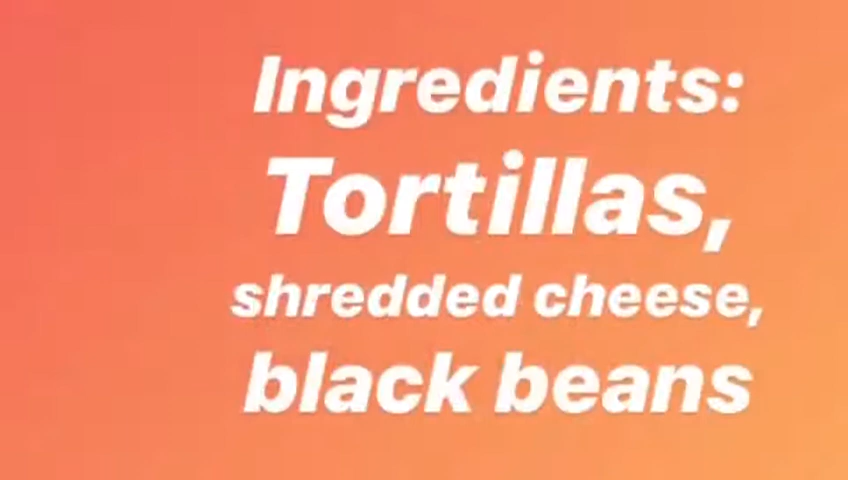 Ingredients:
Tortillas,
shredded cheese,
black beans